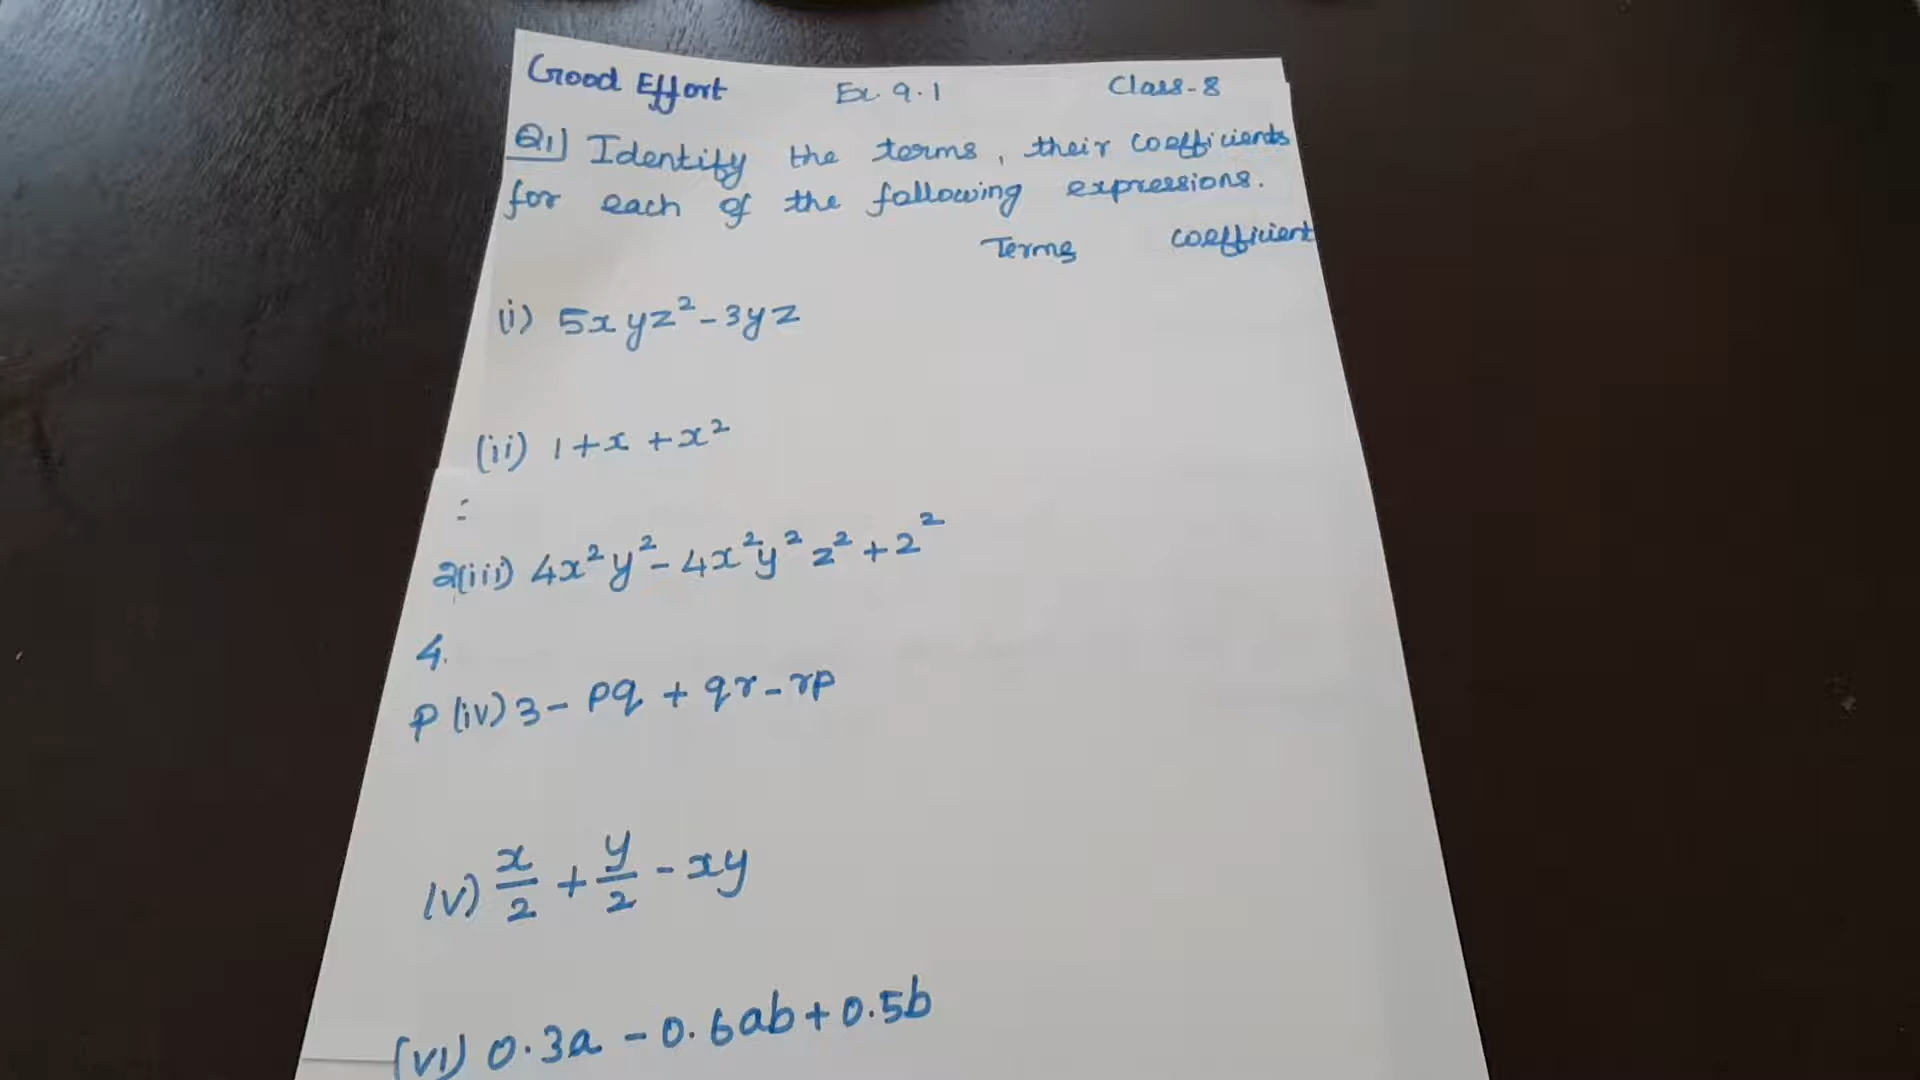 Good Effort Ex. 9.1 Class-8
Q1) Identify the terms, their coefficients
for each of the following expressions.
Terms coefficient
(i) 5xyz² - 3yz
(ii) 1 + x + x²
2(iii) 4x²y² - 4x²y²z² + z²
4.
P (iv) 3 - pq + qr - rp
(v) x/2 + y/2 - xy
(vi) 0.3a - 0.6ab + 0.5b